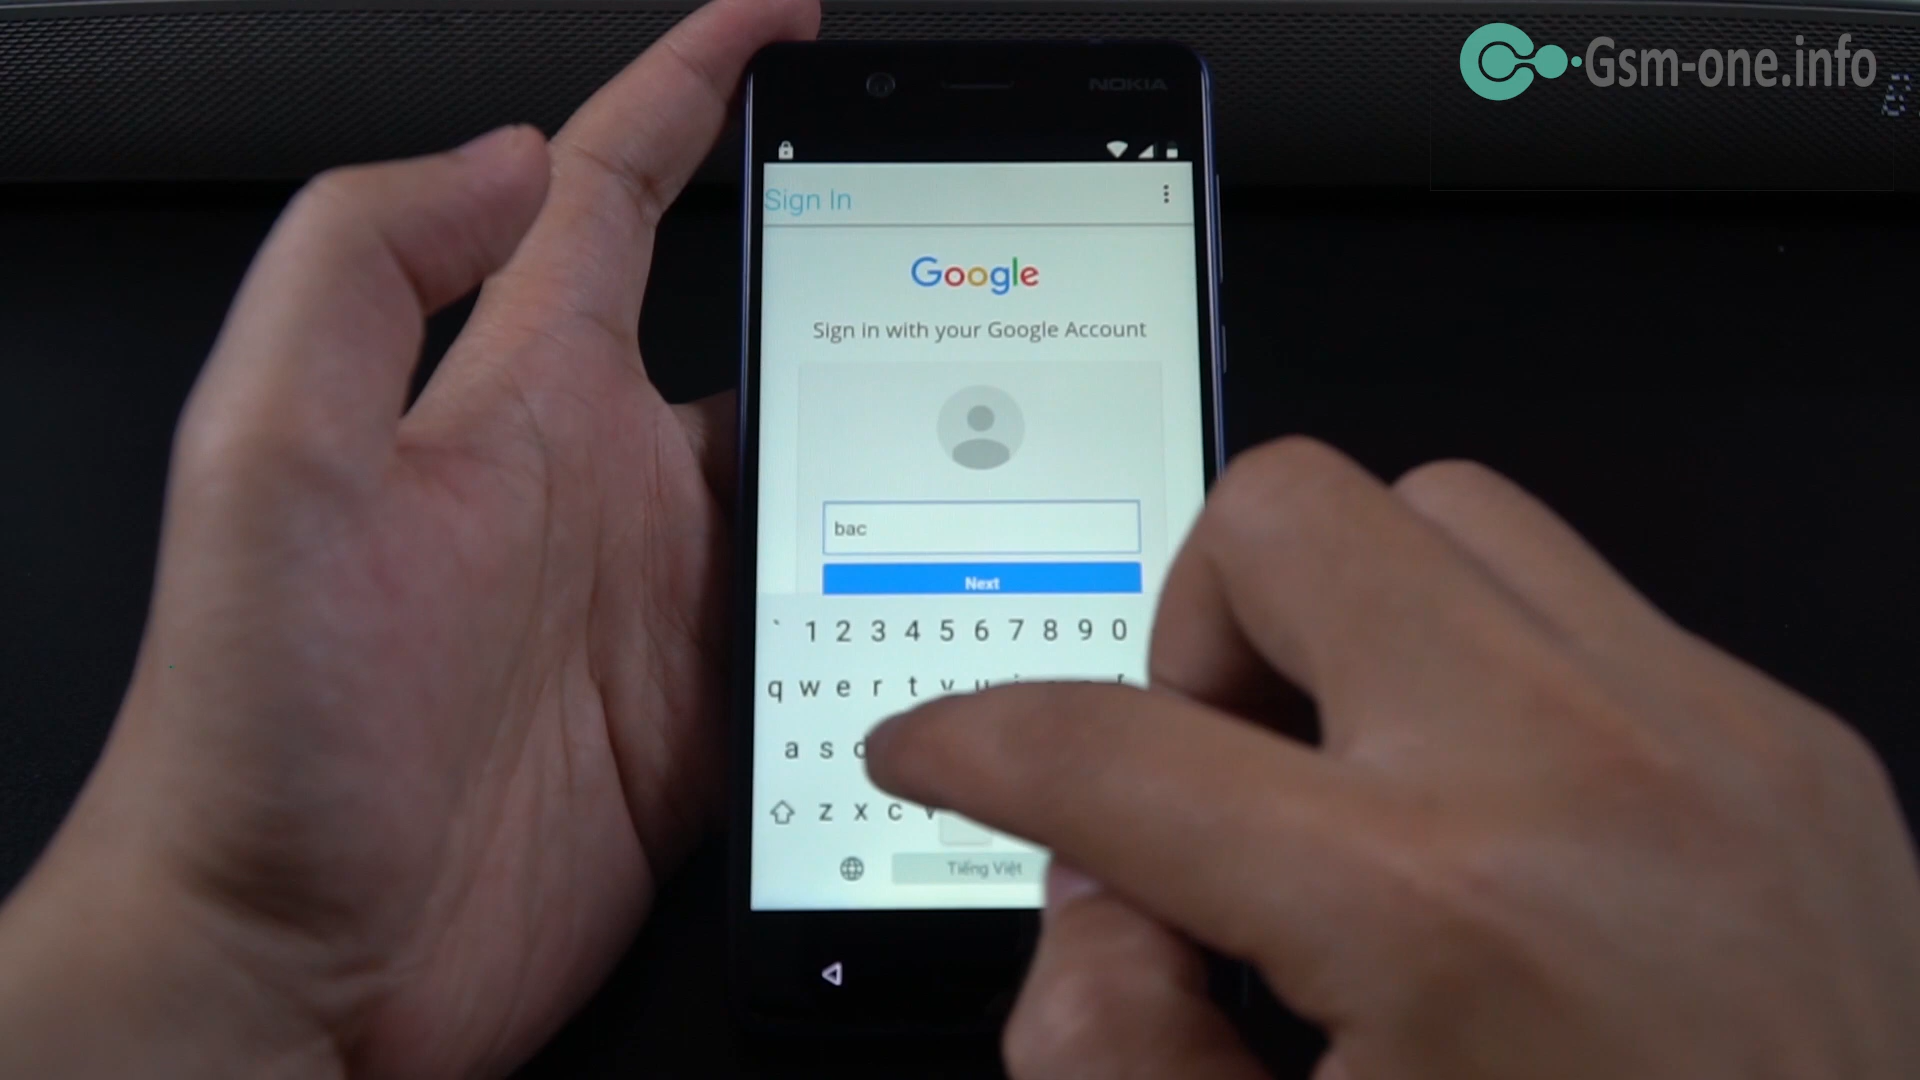 Gsm-one.info
NOKIA
Sign In
Google
Sign in with your Google Account
bac
Next
` 1 2 3 4 5 6 7 8 9 0
q w e r t y u
a s d
z x c v
Tiếng Việt